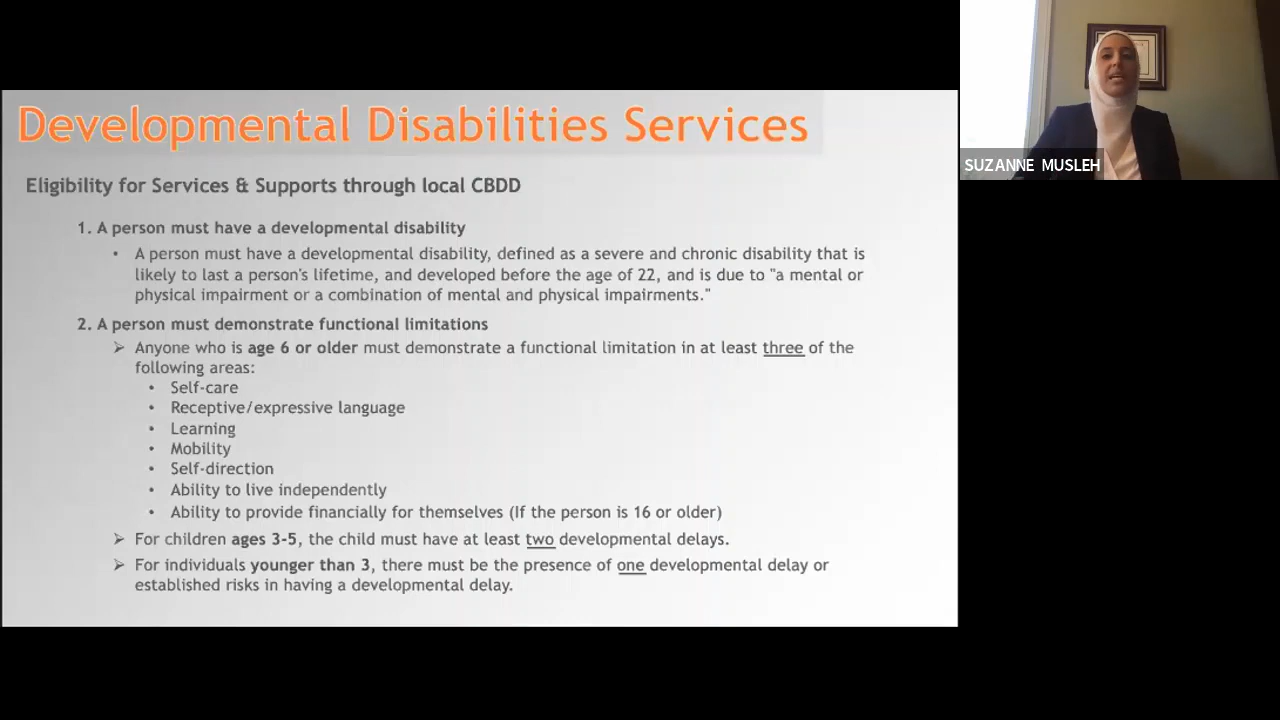 Developmental Disabilities Services
Eligibility for Services & Supports through local CBDD
1. A person must have a developmental disability
• A person must have a developmental disability, defined as a severe and chronic disability that is
likely to last a person's lifetime, and developed before the age of 22, and is due to "a mental or
physical impairment or a combination of mental and physical impairments."
2. A person must demonstrate functional limitations
➢ Anyone who is age 6 or older must demonstrate a functional limitation in at least three of the
following areas:
• Self-care
• Receptive/expressive language
• Learning
• Mobility
• Self-direction
• Ability to live independently
• Ability to provide financially for themselves (If the person is 16 or older)
➢ For children ages 3-5, the child must have at least two developmental delays.
➢ For individuals younger than 3, there must be the presence of one developmental delay or
established risks in having a developmental delay.
SUZANNE MUSLEH